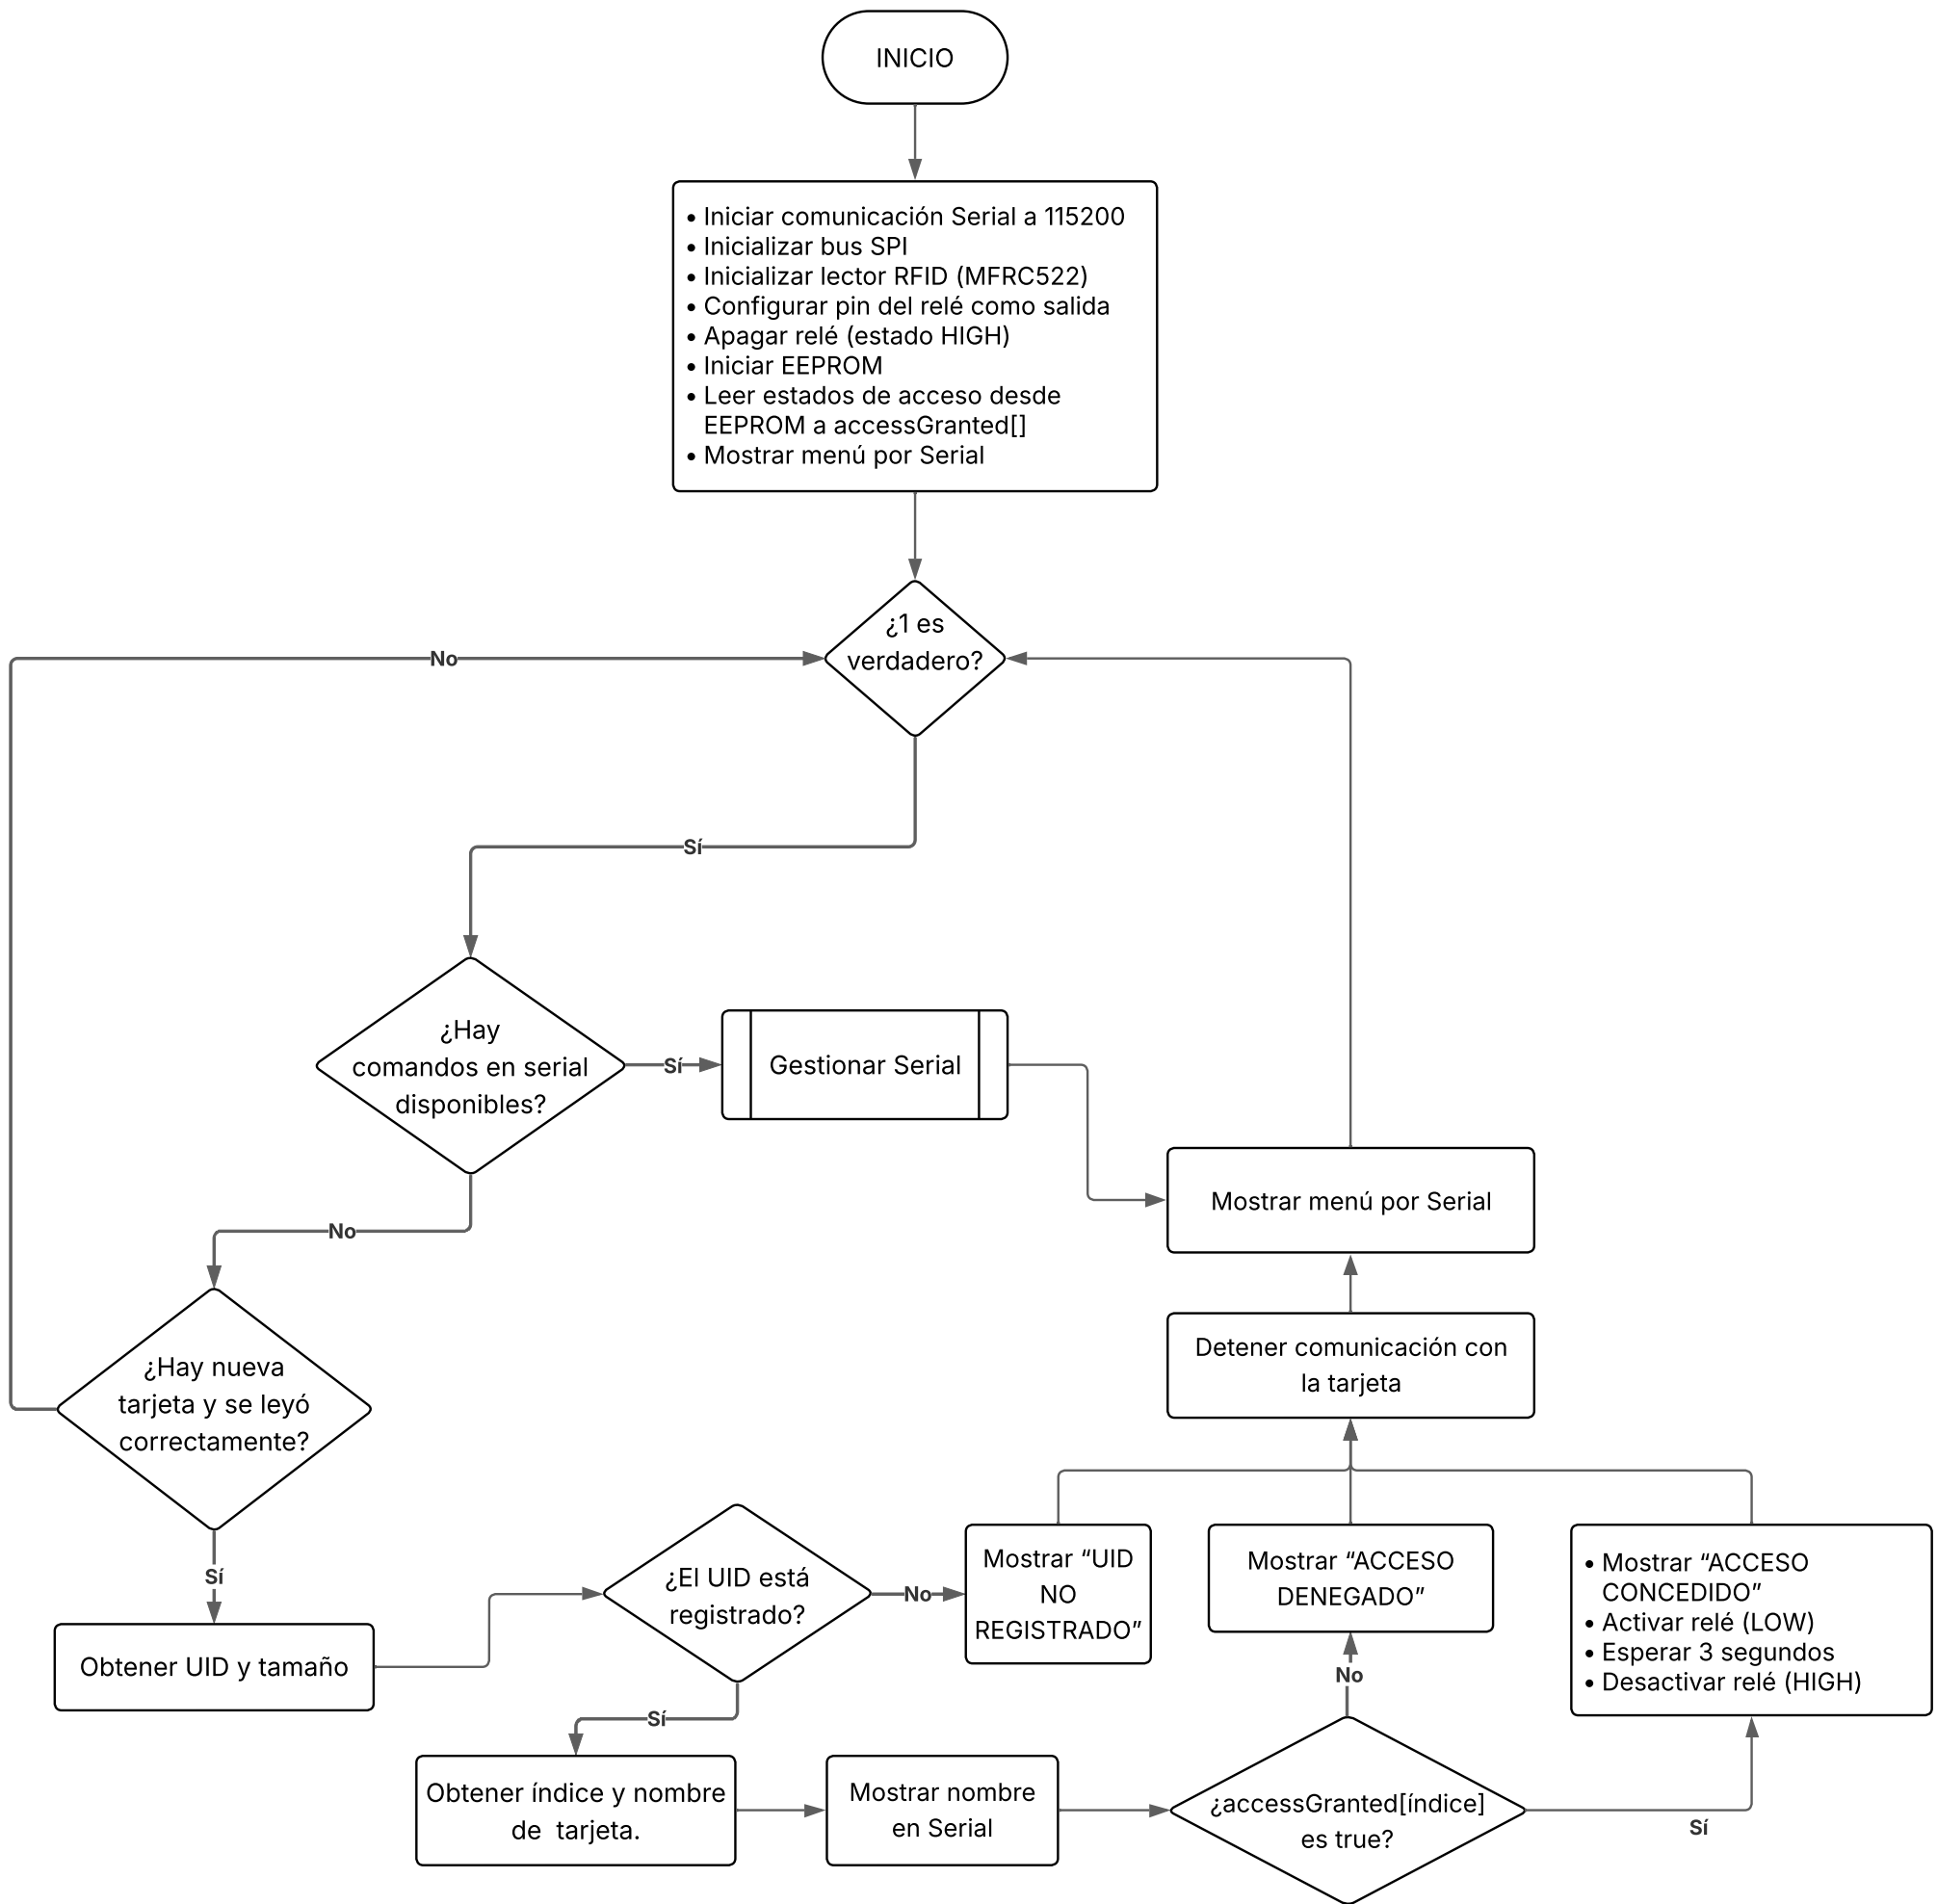 INICIO
• Iniciar comunicación Serial a 115200
• Inicializar bus SPI
• Inicializar lector RFID (MFRC522)
• Configurar pin del relé como salida
• Apagar relé (estado HIGH)
• Iniciar EEPROM
• Leer estados de acceso desde
EEPROM a accessGranted[]
• Mostrar menú por Serial
¿1 es
verdadero?
No
Sí
¿Hay
comandos en serial
disponibles?
Sí
Gestionar Serial
Mostrar menú por Serial
No
¿Hay nueva
tarjeta y se leyó
correctamente?
Detener comunicación con
la tarjeta
Sí
Obtener UID y tamaño
¿El UID está
registrado?
No
Mostrar “UID
NO
REGISTRADO”
Mostrar “ACCESO
DENEGADO”
• Mostrar “ACCESO
CONCEDIDO”
• Activar relé (LOW)
• Esperar 3 segundos
• Desactivar relé (HIGH)
Sí
No
Obtener índice y nombre
de  tarjeta.
Mostrar nombre
en Serial
¿accessGranted[índice]
es true?
Sí